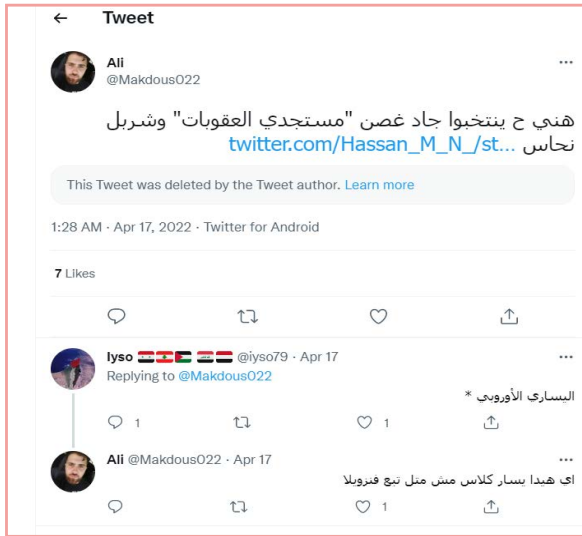 ← Tweet
Ali
@Makdous022
هني ح ينتخبوا جاد غصن "مستجدي العقوبات" وشربل
نحاس twitter.com/Hassan_M_N_/st…
This Tweet was deleted by the Tweet author. Learn more
1:28 AM · Apr 17, 2022 · Twitter for Android
7 Likes
lyso 🇸🇾🇱🇧🇵🇸 🇮🇶🇾🇪 @iyso79 · Apr 17
Replying to @Makdous022
اليساري الأوروبي *
1 1
Ali @Makdous022 · Apr 17
اي هيدا يسار كلاس مش متل تبع فنزويلا
1